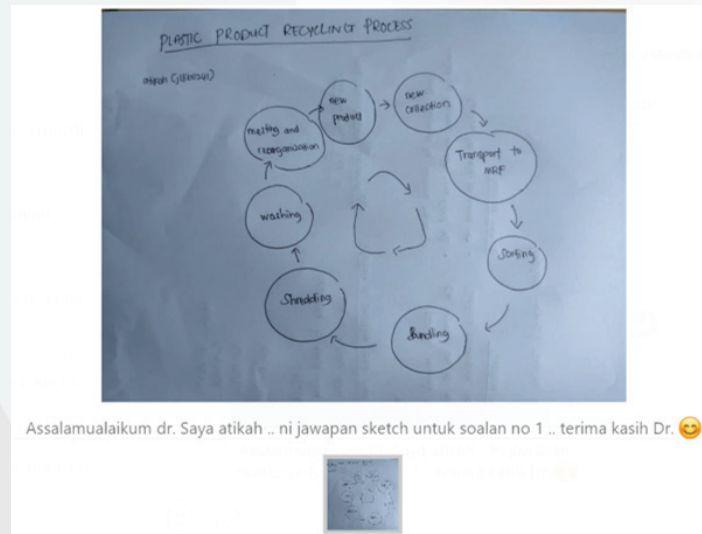 PLASTIC PRODUCT RECYCLING PROCESS
new
product
new
collection
Transport to
MRF
Sorting
Bundling
Shredding
washing
melting and
reorganisation
Assalamualaikum dr. Saya atikah .. ni jawapan sketch untuk soalan no 1 .. terima kasih Dr. 😊